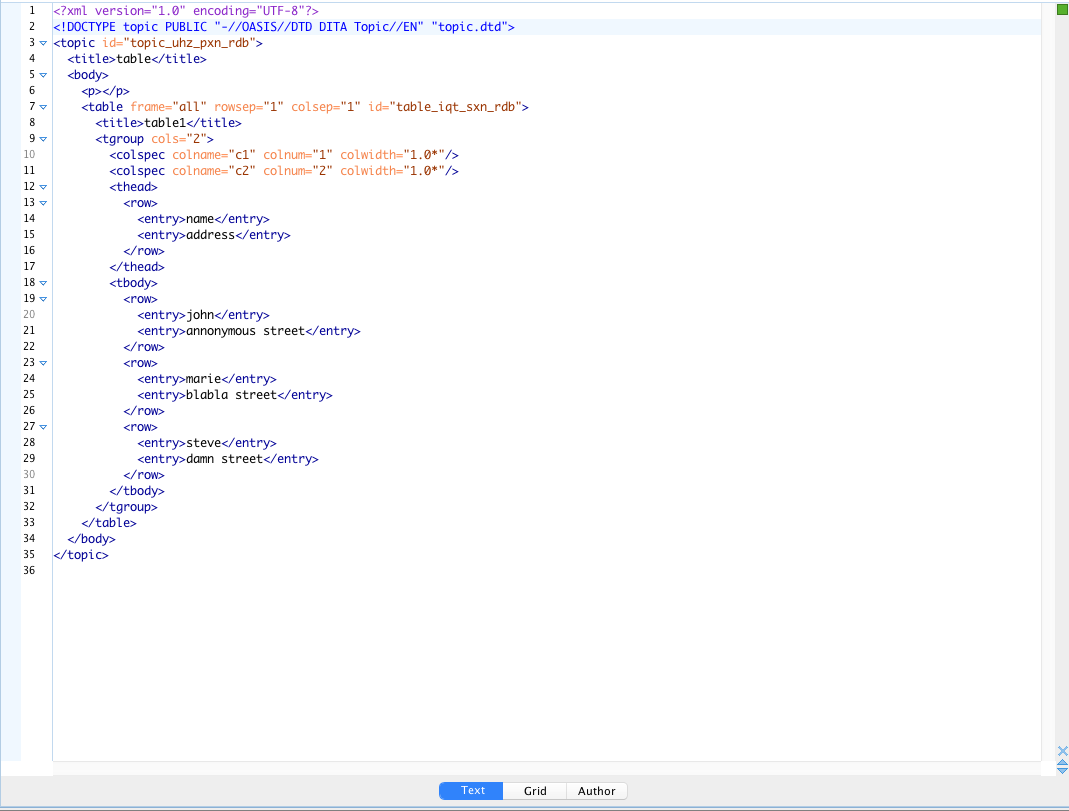 1 <?xml version="1.0" encoding="UTF-8"?>
2 <!DOCTYPE topic PUBLIC "-//OASIS//DTD DITA Topic//EN" "topic.dtd">
3 <topic id="topic_uhz_pxn_rdb">
4 <title>table</title>
5 <body>
6 <p></p>
7 <table frame="all" rowsep="1" colsep="1" id="table_iqt_sxn_rdb">
8 <title>table1</title>
9 <tgroup cols="2">
10 <colspec colname="c1" colnum="1" colwidth="1.0*"/>
11 <colspec colname="c2" colnum="2" colwidth="1.0*"/>
12 <thead>
13 <row>
14 <entry>name</entry>
15 <entry>address</entry>
16 </row>
17 </thead>
18 <tbody>
19 <row>
20 <entry>john</entry>
21 <entry>annonymous street</entry>
22 </row>
23 <row>
24 <entry>marie</entry>
25 <entry>blabla street</entry>
26 </row>
27 <row>
28 <entry>steve</entry>
29 <entry>damn street</entry>
30 </row>
31 </tbody>
32 </tgroup>
33 </table>
34 </body>
35 </topic>
36
Text Grid Author